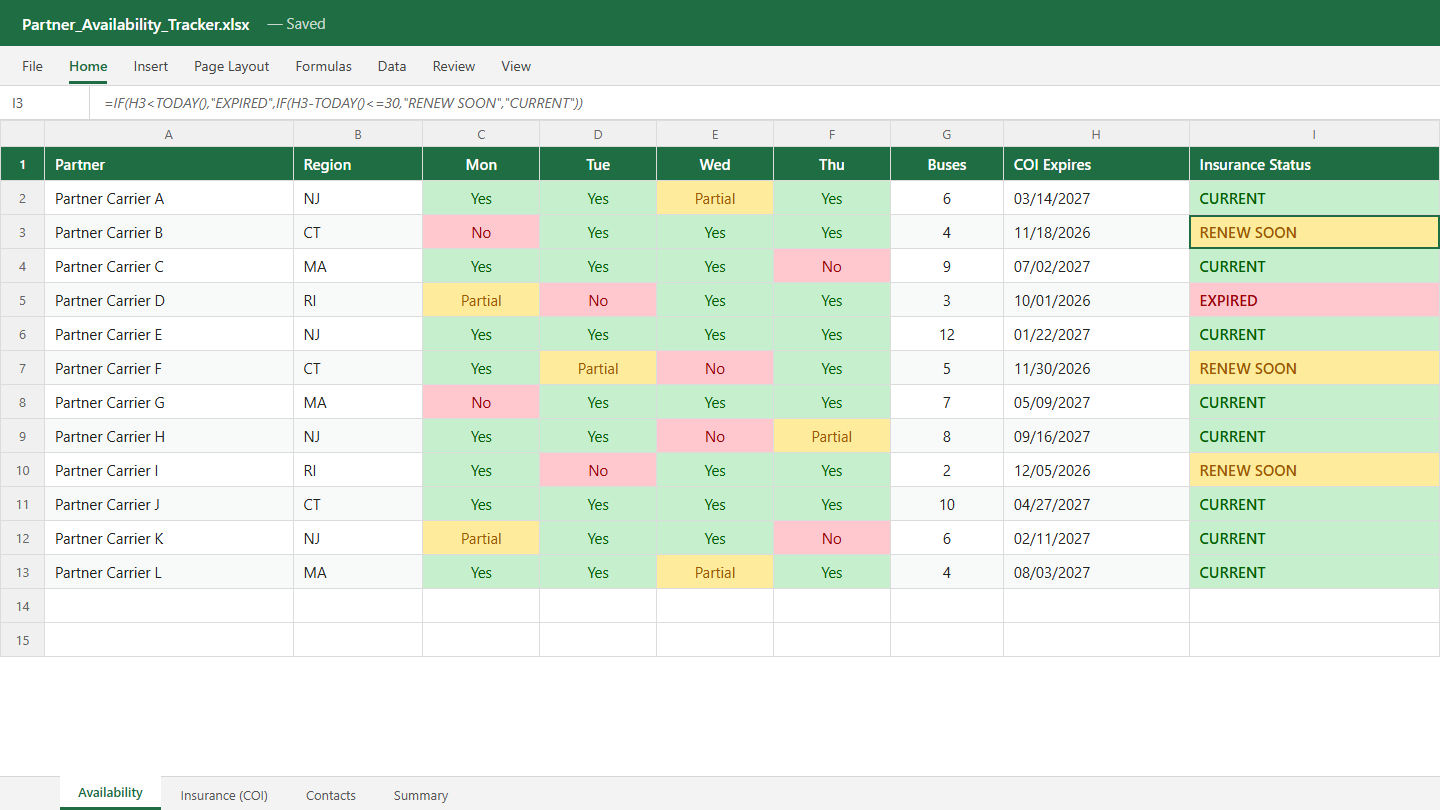 Partner_Availability_Tracker.xlsx — Saved
File Home Insert Page Layout Formulas Data Review View
I3 =IF(H3<TODAY(),"EXPIRED",IF(H3-TODAY()<=30,"RENEW SOON","CURRENT"))
A B C D E F G H I
1 Partner Region Mon Tue Wed Thu Buses COI Expires Insurance Status
2 Partner Carrier A NJ Yes Yes Partial Yes 6 03/14/2027 CURRENT
3 Partner Carrier B CT No Yes Yes Yes 4 11/18/2026 RENEW SOON
4 Partner Carrier C MA Yes Yes Yes No 9 07/02/2027 CURRENT
5 Partner Carrier D RI Partial No Yes Yes 3 10/01/2026 EXPIRED
6 Partner Carrier E NJ Yes Yes Yes Yes 12 01/22/2027 CURRENT
7 Partner Carrier F CT Yes Partial No Yes 5 11/30/2026 RENEW SOON
8 Partner Carrier G MA No Yes Yes Yes 7 05/09/2027 CURRENT
9 Partner Carrier H NJ Yes Yes No Partial 8 09/16/2027 CURRENT
10 Partner Carrier I RI Yes No Yes Yes 2 12/05/2026 RENEW SOON
11 Partner Carrier J CT Yes Yes Yes Yes 10 04/27/2027 CURRENT
12 Partner Carrier K NJ Partial Yes Yes No 6 02/11/2027 CURRENT
13 Partner Carrier L MA Yes Yes Partial Yes 4 08/03/2027 CURRENT
14
15
Availability Insurance (COI) Contacts Summary